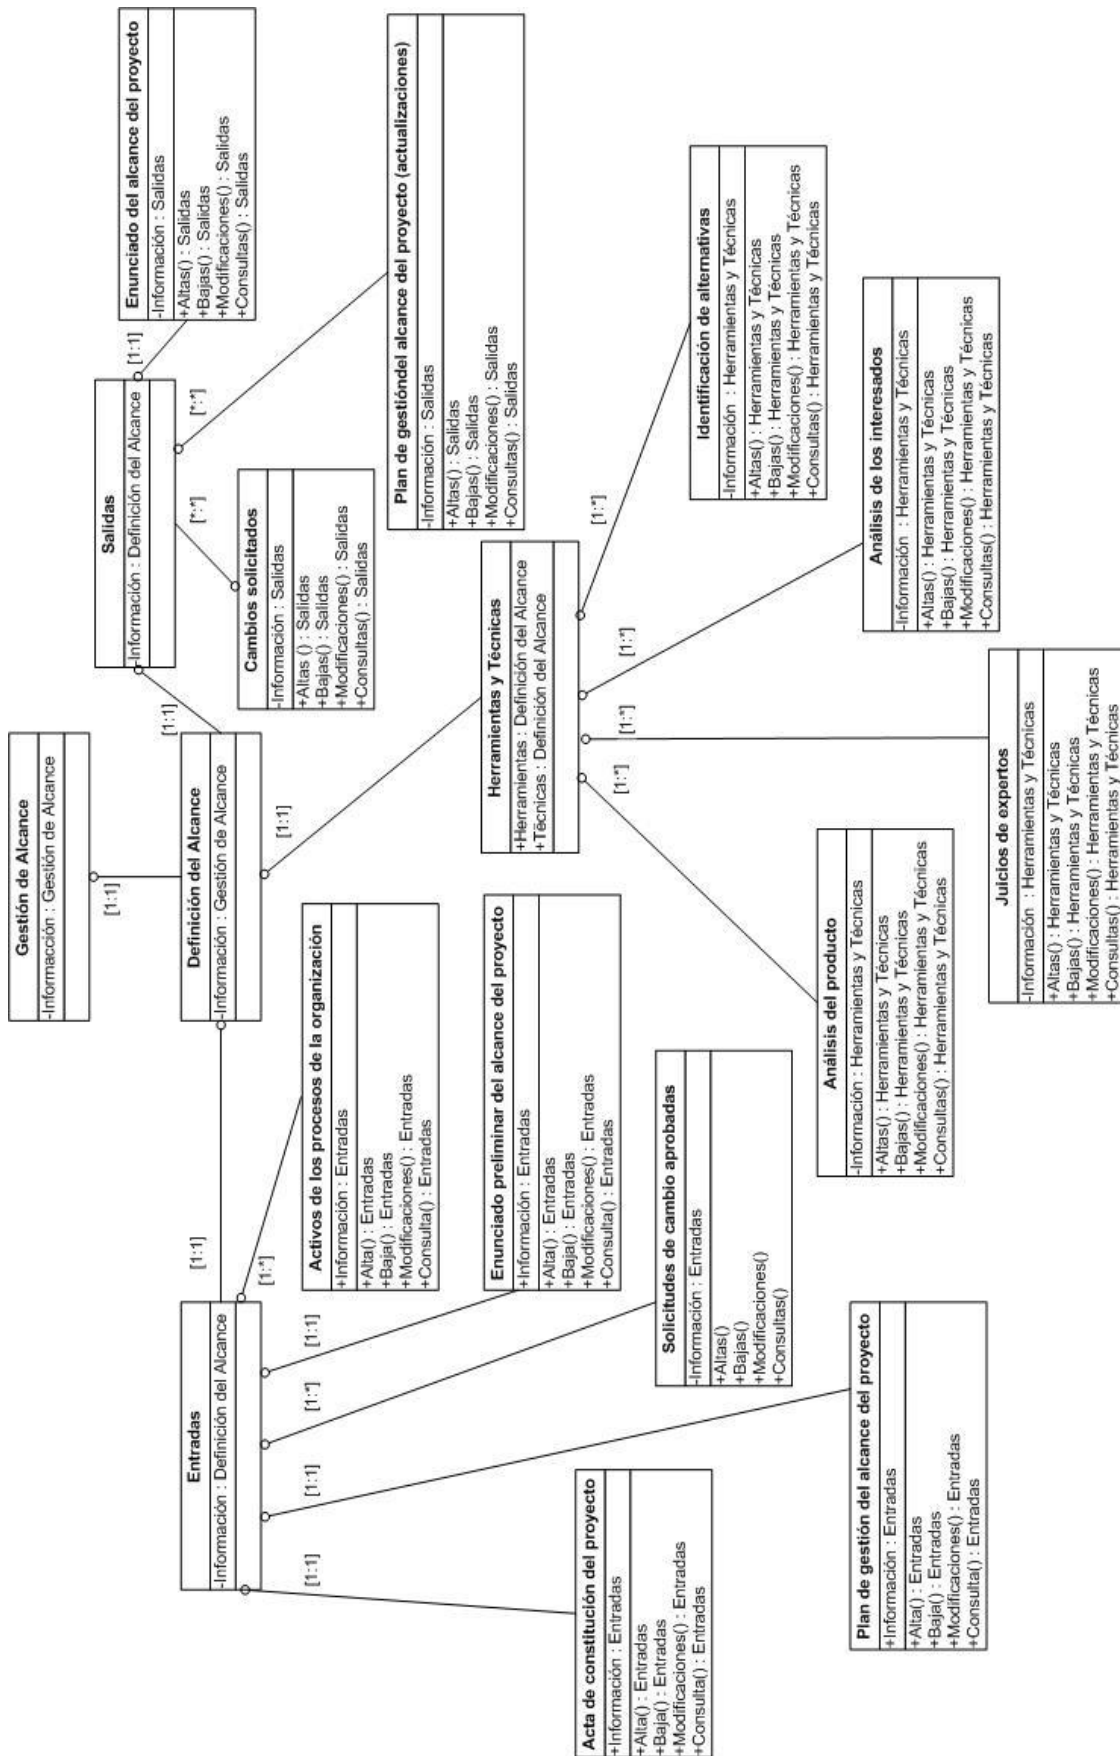 Gestión de Alcance
-Informacción : Gestión de Alcance
[1:1]
Definición del Alcance
-Información : Gestión de Alcance
[1:1]
[1:1]
[1:1]
Entradas
-Información : Definición del Alcance
[1:*]
[1:1]
[1:*]
[1:1]
[1:1]
Activos de los procesos de la organización
+Información : Entradas
+Alta() : Entradas
+Baja() : Entradas
+Modificaciones() : Entradas
+Consulta() : Entradas
Enunciado preliminar del alcance del proyecto
+Información : Entradas
+Alta() : Entradas
+Baja() : Entradas
+Modificaciones() : Entradas
+Consulta() : Entradas
Solicitudes de cambio aprobadas
-Información : Entradas
+Altas()
+Bajas()
+Modificaciones()
+Consultas()
Plan de gestión del alcance del proyecto
+Información : Entradas
+Alta() : Entradas
+Baja() : Entradas
+Modificaciones() : Entradas
+Consulta() : Entradas
Acta de constitución del proyecto
+Información : Entradas
+Alta() : Entradas
+Baja() : Entradas
+Modificaciones() : Entradas
+Consulta() : Entradas
Salidas
-Información : Definición del Alcance
[1:1]
[*:*]
[*:*]
Enunciado del alcance del proyecto
-Información : Salidas
+Altas() : Salidas
+Bajas() : Salidas
+Modificaciones() : Salidas
+Consultas() : Salidas
Cambios solicitados
-Información : Salidas
+Altas () : Salidas
+Bajas() : Salidas
+Modificaciones() : Salidas
+Consultas() : Salidas
Plan de gestióndel alcance del proyecto (actualizaciones)
-Información : Salidas
+Altas() : Salidas
+Bajas() : Salidas
+Modificaciones() : Salidas
+Consultas() : Salidas
Herramientas y Técnicas
+Herramientas : Definición del Alcance
+Técnicas : Definición del Alcance
[1:*]
[1:*]
[1:*]
[1:*]
Identificación de alternativas
-Información : Herramientas y Técnicas
+Altas() : Herramientas y Técnicas
+Bajas() : Herramientas y Técnicas
+Modificaciones() : Herramientas y Técnicas
+Consultas() : Herramientas y Técnicas
Análisis de los interesados
-Información : Herramientas y Técnicas
+Altas() : Herramientas y Técnicas
+Bajas() : Herramientas y Técnicas
+Modificaciones() : Herramientas y Técnicas
+Consultas() : Herramientas y Técnicas
Análisis del producto
-Información : Herramientas y Técnicas
+Altas() : Herramientas y Técnicas
+Bajas() : Herramientas y Técnicas
+Modificaciones() : Herramientas y Técnicas
+Consultas() : Herramientas y Técnicas
Juicios de expertos
-Información : Herramientas y Técnicas
+Altas() : Herramientas y Técnicas
+Bajas() : Herramientas y Técnicas
+Modificaciones() : Herramientas y Técnicas
+Consultas() : Herramientas y Técnicas